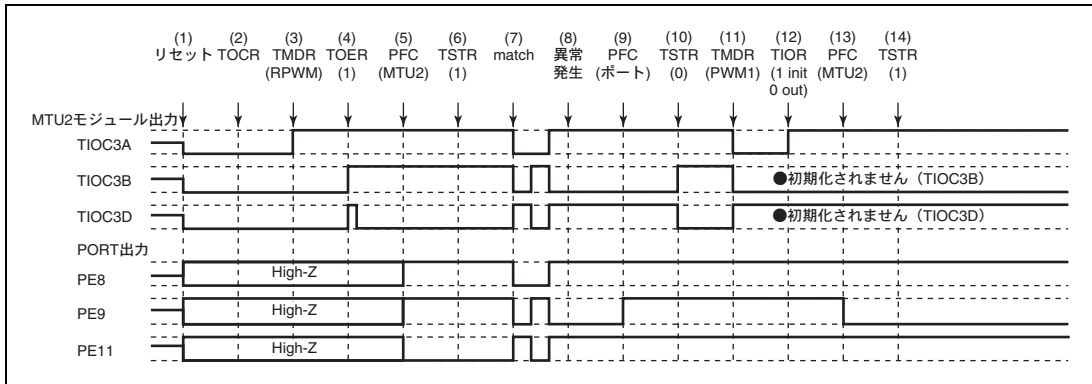 (1) (2) (3) (4) (5) (6) (7) (8) (9) (10) (11) (12) (13) (14)
リセット TOCR TMDR TOER PFC TSTR match 異常 PFC TSTR TMDR TIOR PFC TSTR
(RPWM) (1) (MTU2) (1) 発生 (ポート) (0) (PWM1) (1 init (MTU2) (1)
0 out)
MTU2モジュール出力
TIOC3A
TIOC3B ●初期化されません（TIOC3B）
TIOC3D ●初期化されません（TIOC3D）
PORT出力
PE8 High-Z
PE9 High-Z
PE11 High-Z